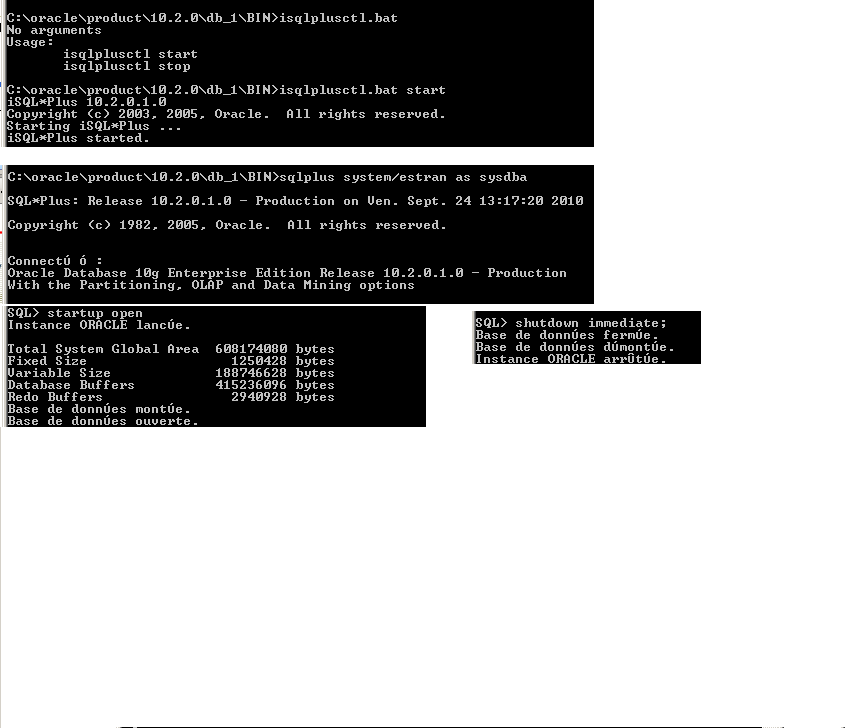 C:\oracle\product\10.2.0\db_1\BIN>isqlplusctl.bat
No arguments
Usage:
isqlplusctl start
isqlplusctl stop
C:\oracle\product\10.2.0\db_1\BIN>isqlplusctl.bat start
iSQL*Plus 10.2.0.1.0
Copyright (c) 2003, 2005, Oracle.  All rights reserved.
Starting iSQL*Plus ...
iSQL*Plus started.
C:\oracle\product\10.2.0\db_1\BIN>sqlplus system/estran as sysdba
SQL*Plus: Release 10.2.0.1.0 - Production on Ven. Sept. 24 13:17:20 2010
Copyright (c) 1982, 2005, Oracle.  All rights reserved.
Connectú ó :
Oracle Database 10g Enterprise Edition Release 10.2.0.1.0 - Production
With the Partitioning, OLAP and Data Mining options
SQL> startup open
Instance ORACLE lancúe.
Total System Global Area  608174080 bytes
Fixed Size                  1250428 bytes
Variable Size             188746628 bytes
Database Buffers          415236096 bytes
Redo Buffers                2940928 bytes
Base de donnúes montúe.
Base de donnúes ouverte.
SQL> shutdown immediate;
Base de donnúes fermúe.
Base de donnúes dúmontúe.
Instance ORACLE arrÛtúe.